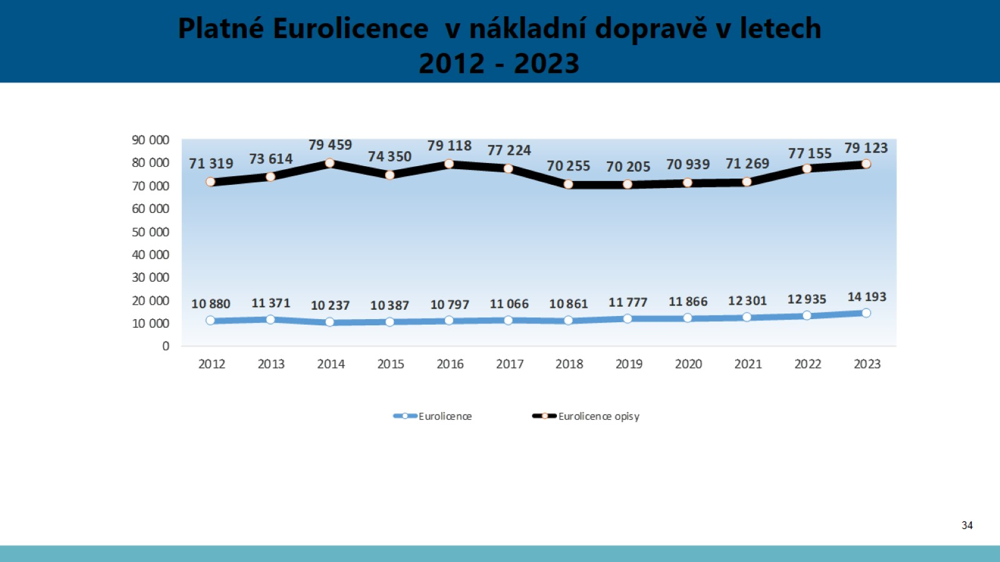 Platné Eurolicence  v nákladní dopravě v letech
2012 - 2023
90 000
80 000
70 000
60 000
50 000
40 000
30 000
20 000
10 000
0
71 319 73 614 79 459 74 350 79 118 77 224 70 255 70 205 70 939 71 269 77 155 79 123
10 880 11 371 10 237 10 387 10 797 11 066 10 861 11 777 11 866 12 301 12 935 14 193
2012 2013 2014 2015 2016 2017 2018 2019 2020 2021 2022 2023
Eurolicence Eurolicence opisy
34